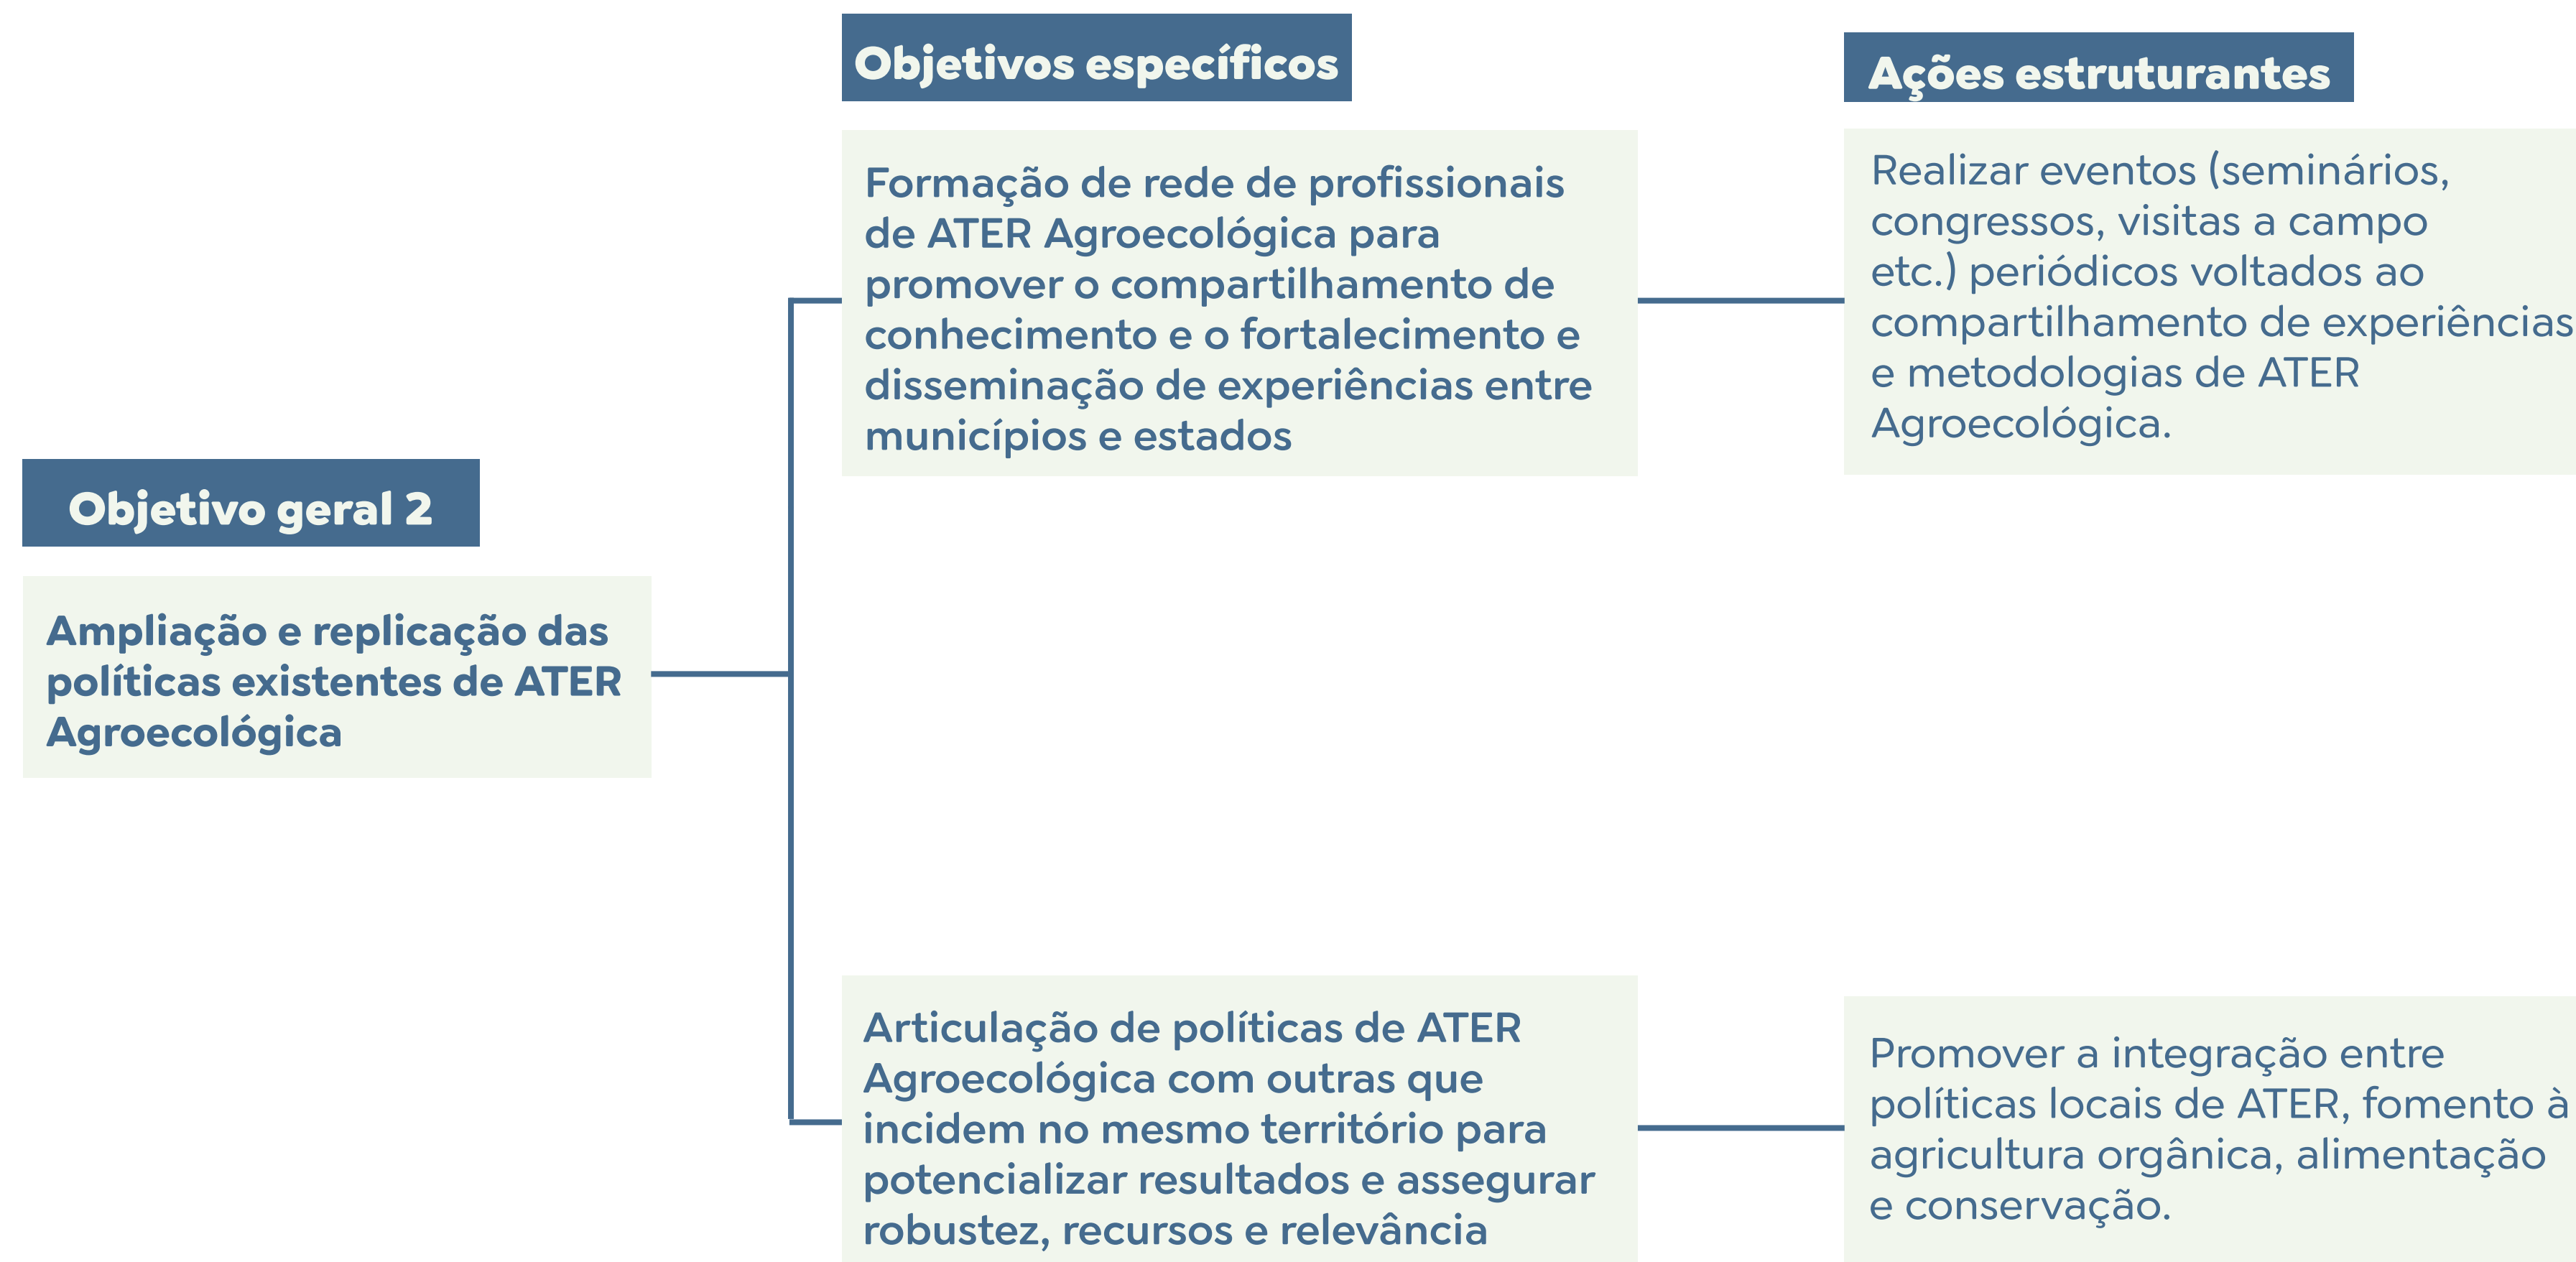 Objetivo geral 2
Ampliação e replicação das
políticas existentes de ATER
Agroecológica
Objetivos específicos
Formação de rede de profissionais
de ATER Agroecológica para
promover o compartilhamento de
conhecimento e o fortalecimento e
disseminação de experiências entre
municípios e estados
Articulação de políticas de ATER
Agroecológica com outras que
incidem no mesmo território para
potencializar resultados e assegurar
robustez, recursos e relevância
Ações estruturantes
Realizar eventos (seminários,
congressos, visitas a campo
etc.) periódicos voltados ao
compartilhamento de experiências
e metodologias de ATER
Agroecológica.
Promover a integração entre
políticas locais de ATER, fomento à
agricultura orgânica, alimentação
e conservação.